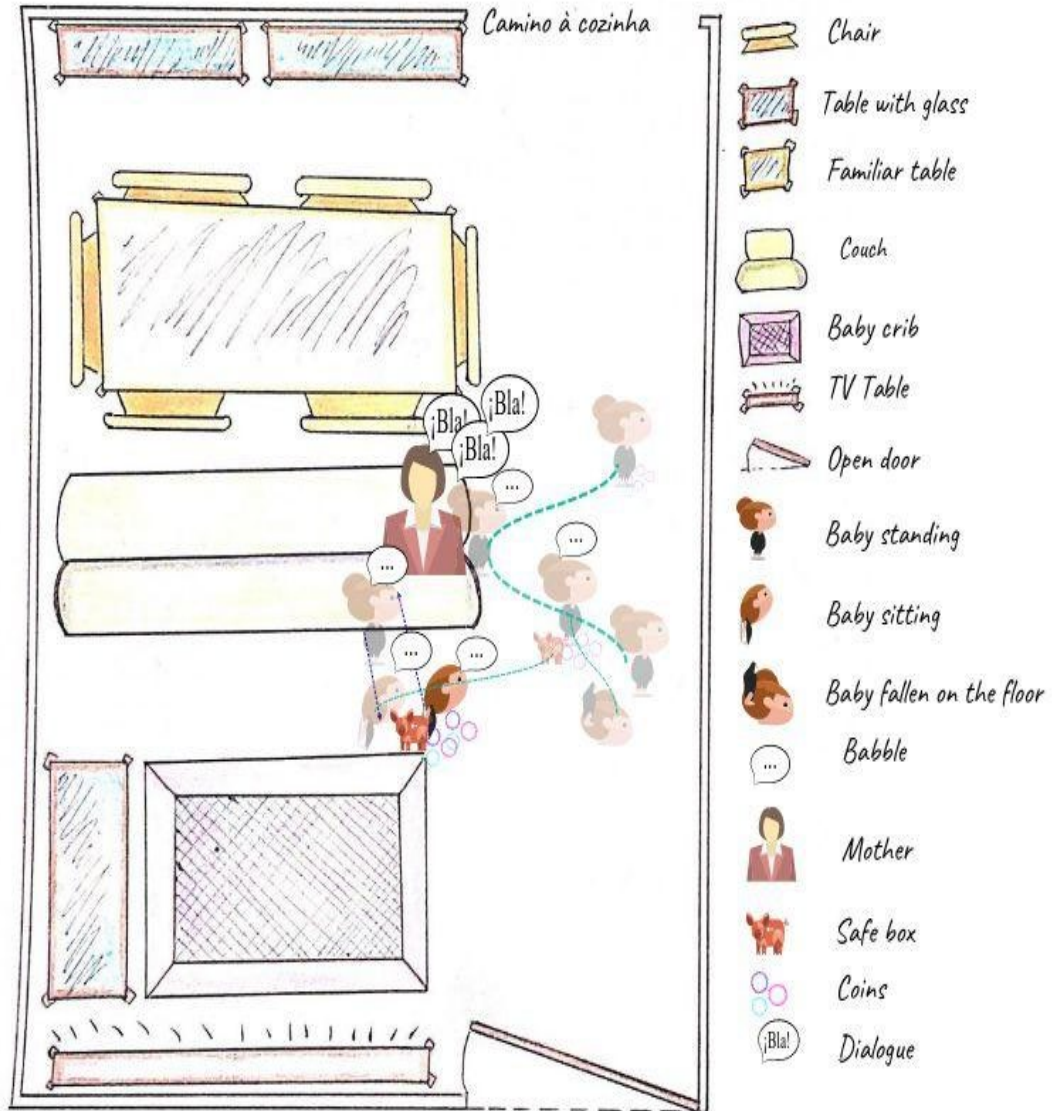 Camino à cozinha
Chair
Table with glass
Familiar table
Couch
Baby crib
TV Table
Open door
Baby standing
Baby sitting
Baby fallen on the floor
Babble
...
Mother
Safe box
Coins
Dialogue
¡Bla!
¡Bla!
¡Bla!
¡Bla!
...
...
...
...
...